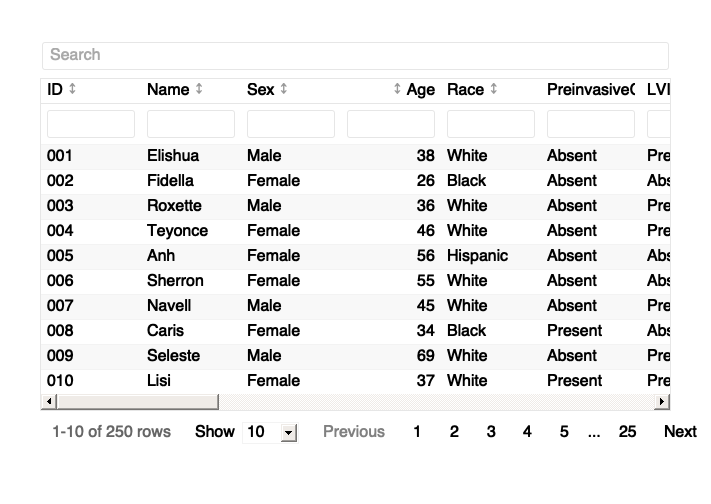 Search
ID Name Sex Age Race PreinvasiveC LVI
001 Elishua Male 38 White Absent Pre
002 Fidella Female 26 Black Absent Abs
003 Roxette Male 36 White Absent Pre
004 Teyonce Female 46 White Absent Pre
005 Anh Female 56 Hispanic Absent Abs
006 Sherron Female 55 White Absent Abs
007 Navell Male 45 White Absent Pre
008 Caris Female 34 Black Present Abs
009 Seleste Male 69 White Absent Pre
010 Lisi Female 37 White Present Pre
1-10 of 250 rows Show 10 Previous 1 2 3 4 5 ... 25 Next